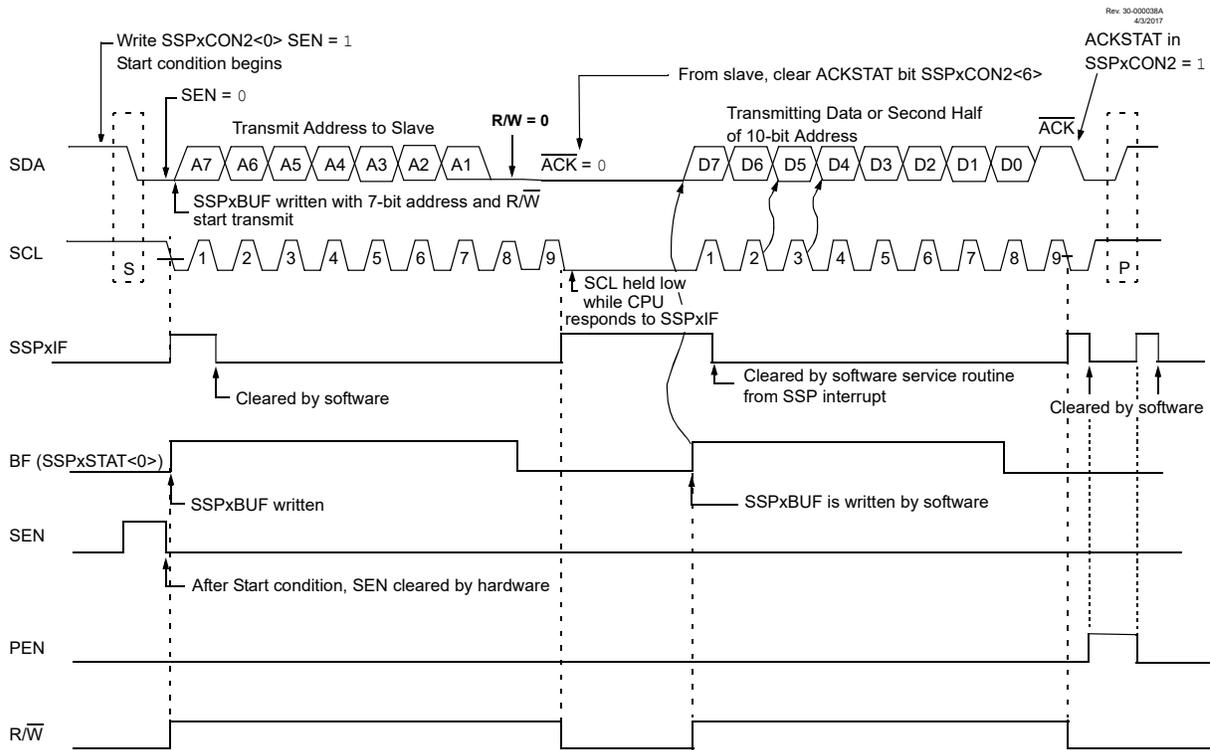 Rev. 30-000038A
4/3/2017
Write SSPxCON2<0> SEN = 1
Start condition begins
ACKSTAT in
SSPxCON2 = 1
From slave, clear ACKSTAT bit SSPxCON2<6>
SEN = 0
Transmit Address to Slave
R/W = 0
Transmitting Data or Second Half
of 10-bit Address
ACK
SDA
A7 A6 A5 A4 A3 A2 A1
ACK = 0
D7 D6 D5 D4 D3 D2 D1 D0
SSPxBUF written with 7-bit address and R/W
start transmit
SCL
S
1 2 3 4 5 6 7 8 9
1 2 3 4 5 6 7 8 9
P
SCL held low
while CPU
responds to SSPxIF
SSPxIF
Cleared by software
Cleared by software service routine
from SSP interrupt
Cleared by software
BF (SSPxSTAT<0>)
SSPxBUF written
SSPxBUF is written by software
SEN
After Start condition, SEN cleared by hardware
PEN
R/W